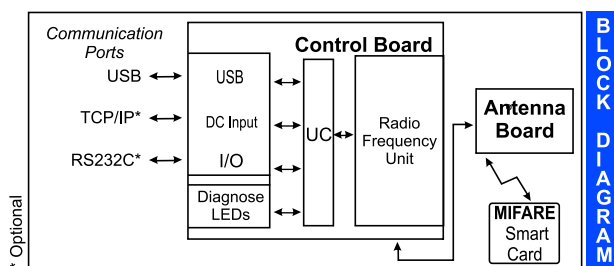 Communication
Ports
USB
TCP/IP*
RS232C*
* Optional
Control Board
USB
DC Input
I/O
Diagnose
LEDs
UC
Radio
Frequency
Unit
Antenna
Board
MIFARE
Smart
Card
BLOCK DIAGRAM